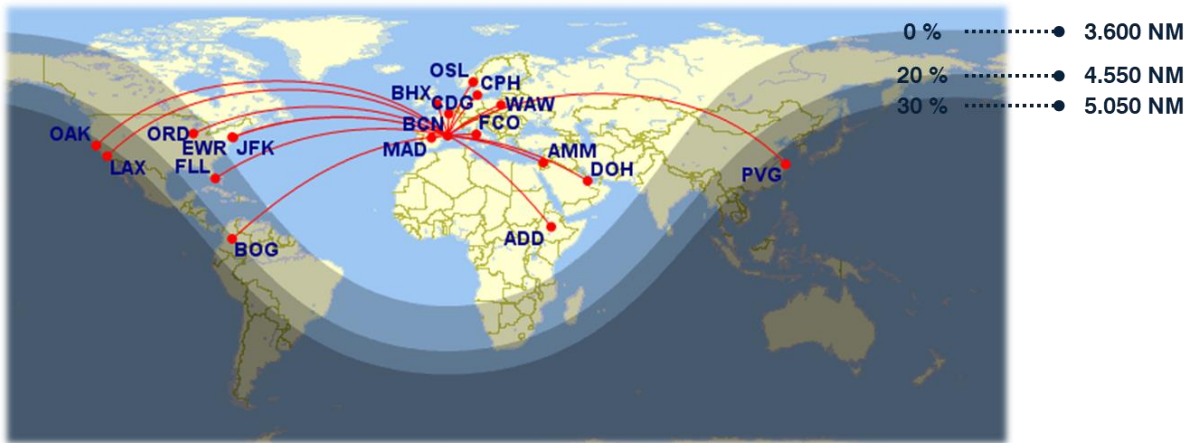 0 % 3.600 NM
20 % 4.550 NM
30 % 5.050 NM
OSL
CPH
BHX
CDG
WAW
OAK
ORD
BCN
FCO
EWR
JFK
MAD
AMM
LAX
FLL
DOH
PVG
ADD
BOG